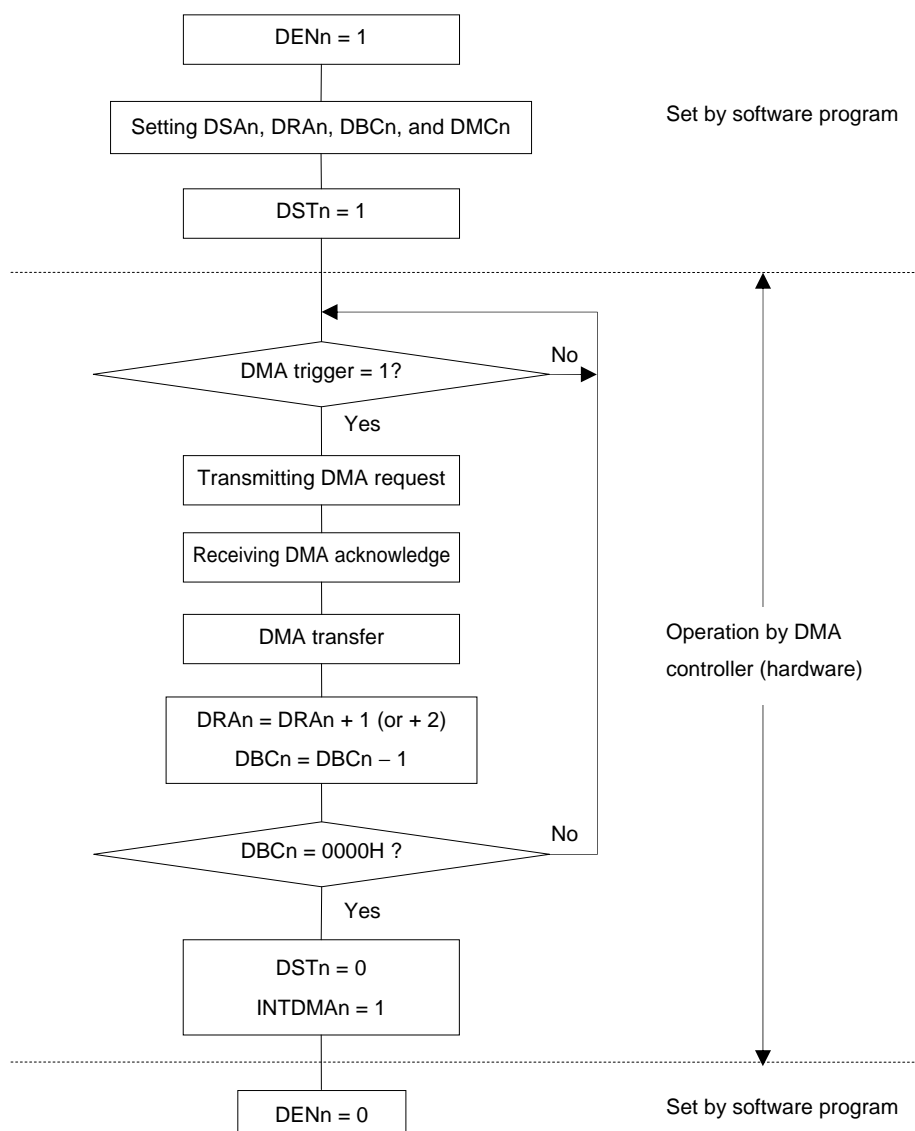 DENn = 1
Setting DSAn, DRAn, DBCn, and DMCn
Set by software program
DSTn = 1
DMA trigger = 1?
No
Yes
Transmitting DMA request
Receiving DMA acknowledge
DMA transfer
Operation by DMA
controller (hardware)
DRAn = DRAn + 1 (or + 2)
DBCn = DBCn − 1
DBCn = 0000H ?
No
Yes
DSTn = 0
INTDMAn = 1
DENn = 0
Set by software program